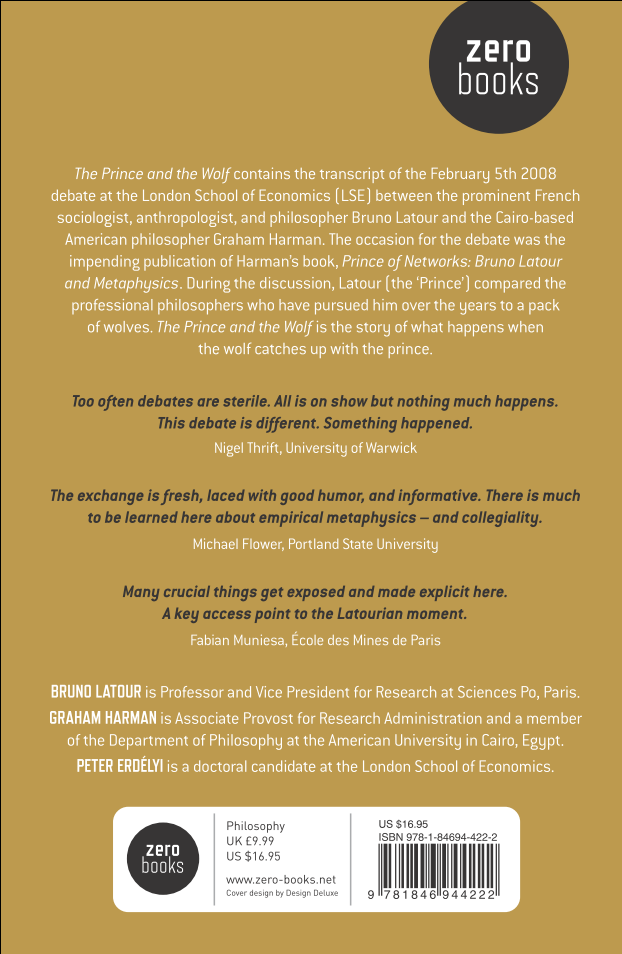 zero
books
The Prince and the Wolf contains the transcript of the February 5th 2008
debate at the London School of Economics (LSE) between the prominent French
sociologist, anthropologist, and philosopher Bruno Latour and the Cairo-based
American philosopher Graham Harman. The occasion for the debate was the
impending publication of Harman's book, Prince of Networks: Bruno Latour
and Metaphysics. During the discussion, Latour (the 'Prince') compared the
professional philosophers who have pursued him over the years to a pack
of wolves. The Prince and the Wolf is the story of what happens when
the wolf catches up with the prince.
Too often debates are sterile. All is on show but nothing much happens.
This debate is different. Something happened.
Nigel Thrift, University of Warwick
The exchange is fresh, laced with good humor, and informative. There is much
to be learned here about empirical metaphysics – and collegiality.
Michael Flower, Portland State University
Many crucial things get exposed and made explicit here.
A key access point to the Latourian moment.
Fabian Muniesa, École des Mines de Paris
BRUNO LATOUR is Professor and Vice President for Research at Sciences Po, Paris.
GRAHAM HARMAN is Associate Provost for Research Administration and a member
of the Department of Philosophy at the American University in Cairo, Egypt.
PETER ERDÉLYI is a doctoral candidate at the London School of Economics.
zero
books
Philosophy
UK £9.99
US $16.95
www.zero-books.net
Cover design by Design Deluxe
US $16.95
ISBN 978-1-84694-422-2
9 781846 944222